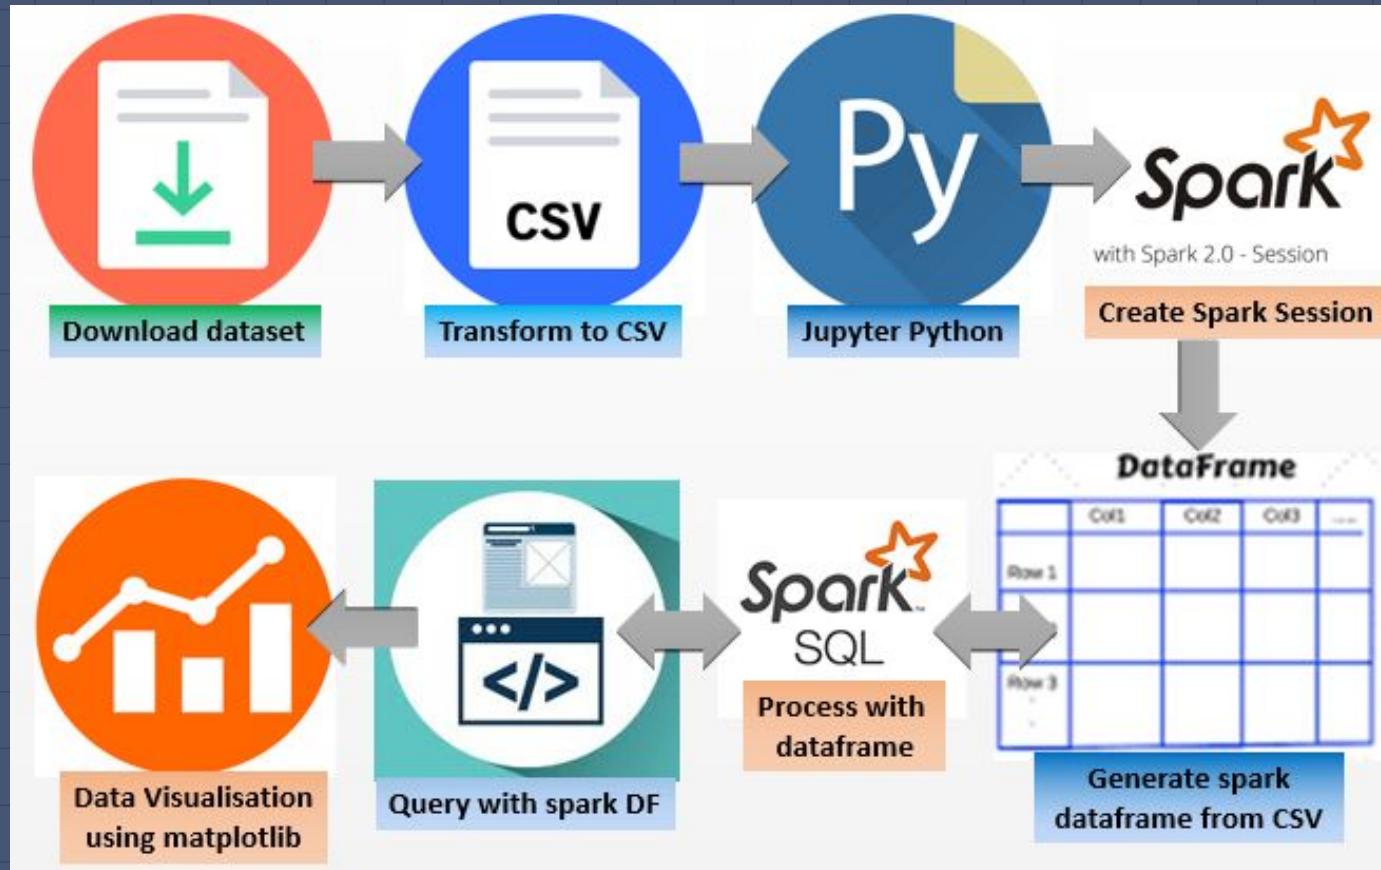 CSV
Py
Spark
with Spark 2.0 - Session
Download dataset
Transform to CSV
Jupyter Python
Create Spark Session
DataFrame
Col1 Col2 Col3 .....
Row 1
Row 3
Spark™
SQL
</>
Process with
dataframe
Generate spark
dataframe from CSV
Query with spark DF
Data Visualisation
using matplotlib